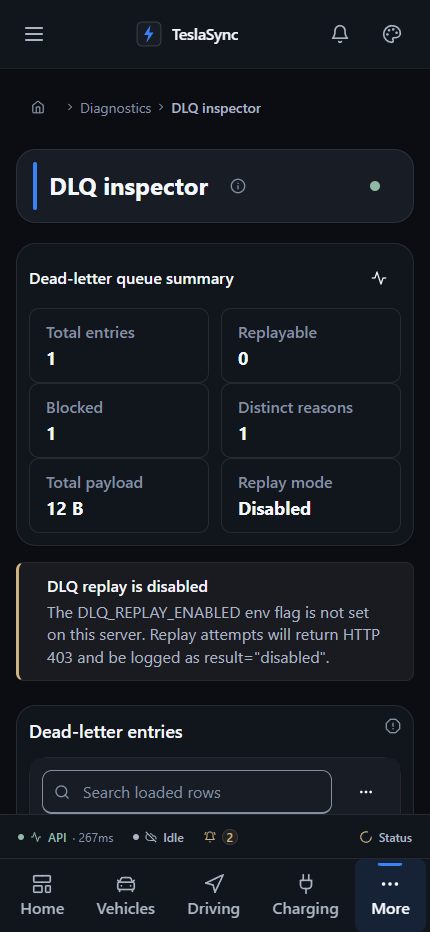 TeslaSync
Diagnostics
DLQ inspector
DLQ inspector
Dead-letter queue summary
Total entries
1
Replayable
0
Blocked
1
Distinct reasons
1
Total payload
12 B
Replay mode
Disabled
DLQ replay is disabled
The DLQ_REPLAY_ENABLED env flag is not set
on this server. Replay attempts will return HTTP
403 and be logged as result="disabled".
Dead-letter entries
Search loaded rows
API · 267ms
Idle
2
Status
Home
Vehicles
Driving
Charging
More